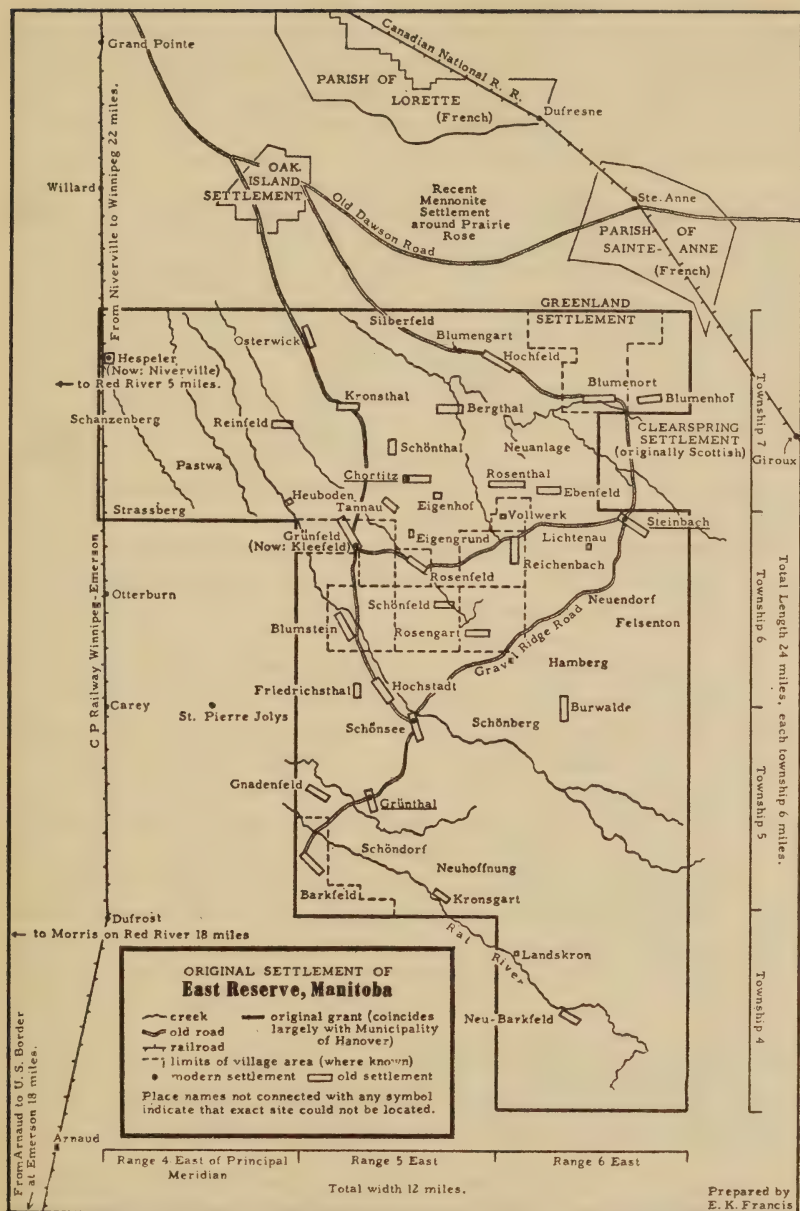 Grand Pointe
Canadian National R. R.
PARISH OF
LORETTE
(French)
Dufresne
From Niverville to Winnipeg 22 miles.
Willard
OAK
ISLAND
SETTLEMENT
Old Dawson Road
Recent
Mennonite
Settlement
around Prairie
Rose
Ste. Anne
PARISH OF
SAINTE-ANNE
(French)
GREENLAND
SETTLEMENT
Silberfeld
Osterwick
Blumengart
Hochfeld
Hespeler
(Now: Niverville)
to Red River 5 miles.
Blumenort
Blumenhof
Kronsthal
Bergthal
Schanzenberg
Reinfeld
Schönthal
Neuanlage
CLEARSPRING
SETTLEMENT
(originally Scottish)
Township 7
Giroux
Pastwa
Chortitz
Rosenthal
Ebenfeld
Heuboden
Tannau
Eigenhof
Strassberg
Vollwerk
Steinbach
Grünfeld
(Now: Kleefeld)
Eigengrund
Lichtenau
Reichenbach
Rosenfeld
CP Railway Winnipeg-Emerson
Otterburn
Schönfeld
Neuendorf
Blumstein
Rosengart
Felsenton
Gravel Ridge Road
Township 6
Total Length 24 miles, each township 6 miles.
Hamberg
Friedrichsthal
Hochstadt
Carey
St. Pierre Jolys
Burwalde
Schönsee
Schönberg
Gnadenfeld
Grünthal
Township 5
Schöndorf
Neuhoffnung
Barkfeld
Kronsgart
Dufrost
to Morris on Red River 18 miles
Rat River
Landskron
Neu-Barkfeld
Township 4
ORIGINAL SETTLEMENT OF
East Reserve, Manitoba
creek
original grant (coincides
largely with Municipality
of Hanover)
old road
railroad
limits of village area (where known)
modern settlement
old settlement
Place names not connected with any symbol
indicate that exact site could not be located.
From Arnaud to U. S. Border
at Emerson 18 miles.
Arnaud
Range 4 East of Principal
Meridian
Range 5 East
Range 6 East
Total width 12 miles.
Prepared by
E. K. Francis